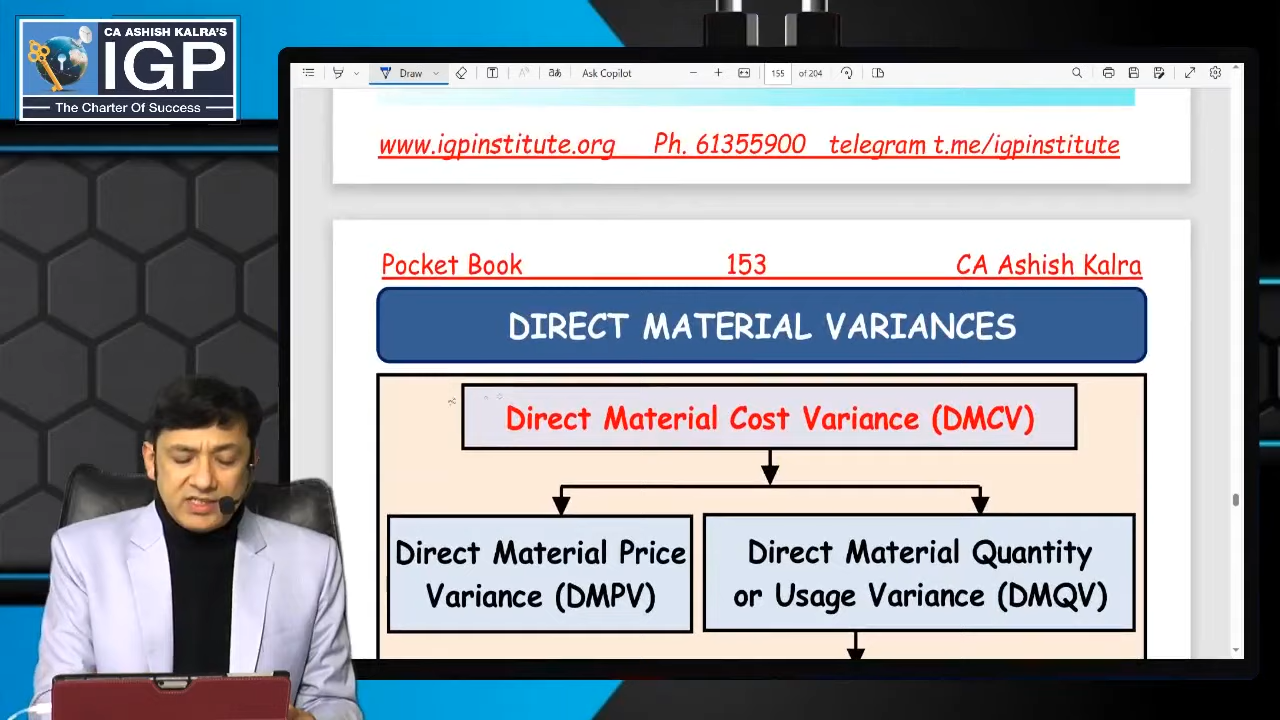 CA ASHISH KALRA'S
IGP
The Charter Of Success
Draw
Ask Copilot
155 of 204
www.igpinstitute.org Ph. 61355900 telegram t.me/igpinstitute
Pocket Book 153 CA Ashish Kalra
DIRECT MATERIAL VARIANCES
Direct Material Cost Variance (DMCV)
Direct Material Price
Variance (DMPV)
Direct Material Quantity
or Usage Variance (DMQV)